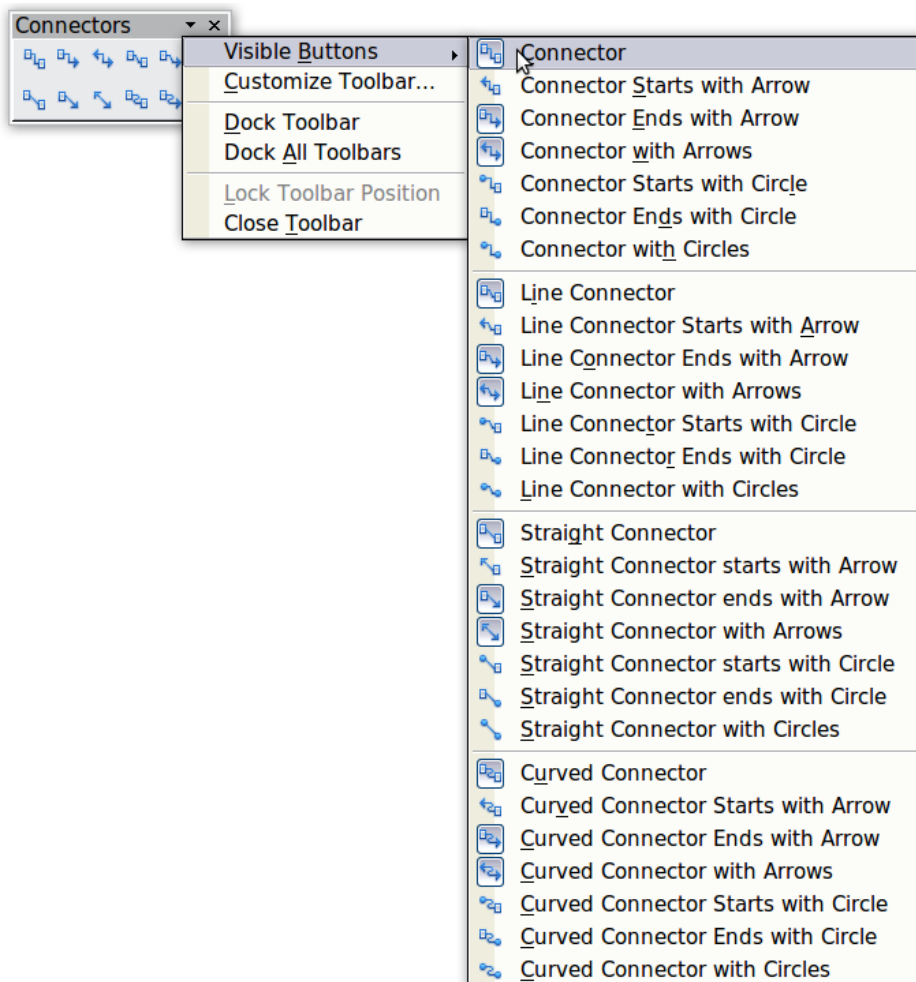 Connectors
Visible Buttons
Customize Toolbar...
Dock Toolbar
Dock All Toolbars
Lock Toolbar Position
Close Toolbar
Connector
Connector Starts with Arrow
Connector Ends with Arrow
Connector with Arrows
Connector Starts with Circle
Connector Ends with Circle
Connector with Circles
Line Connector
Line Connector Starts with Arrow
Line Connector Ends with Arrow
Line Connector with Arrows
Line Connector Starts with Circle
Line Connector Ends with Circle
Line Connector with Circles
Straight Connector
Straight Connector starts with Arrow
Straight Connector ends with Arrow
Straight Connector with Arrows
Straight Connector starts with Circle
Straight Connector ends with Circle
Straight Connector with Circles
Curved Connector
Curved Connector Starts with Arrow
Curved Connector Ends with Arrow
Curved Connector with Arrows
Curved Connector Starts with Circle
Curved Connector Ends with Circle
Curved Connector with Circles